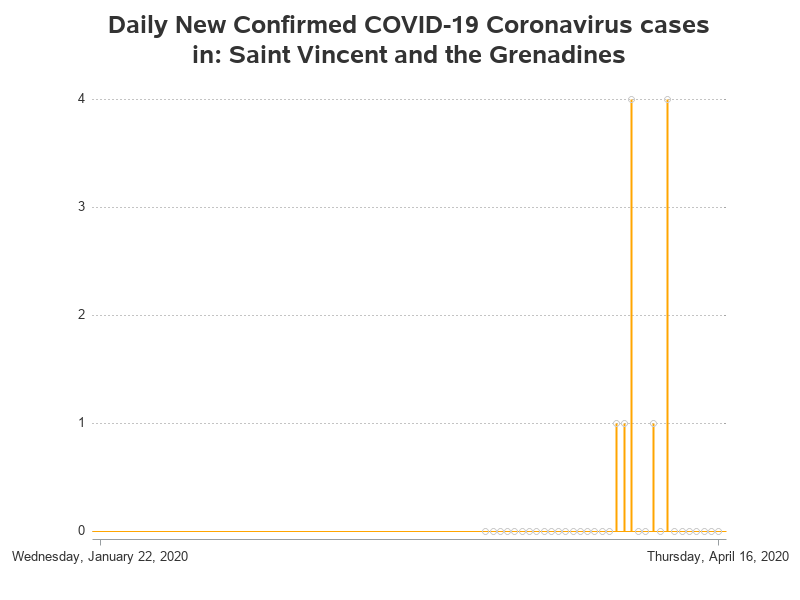 Daily New Confirmed COVID-19 Coronavirus cases
in: Saint Vincent and the Grenadines
4
3
2
1
0
Wednesday, January 22, 2020
Thursday, April 16, 2020